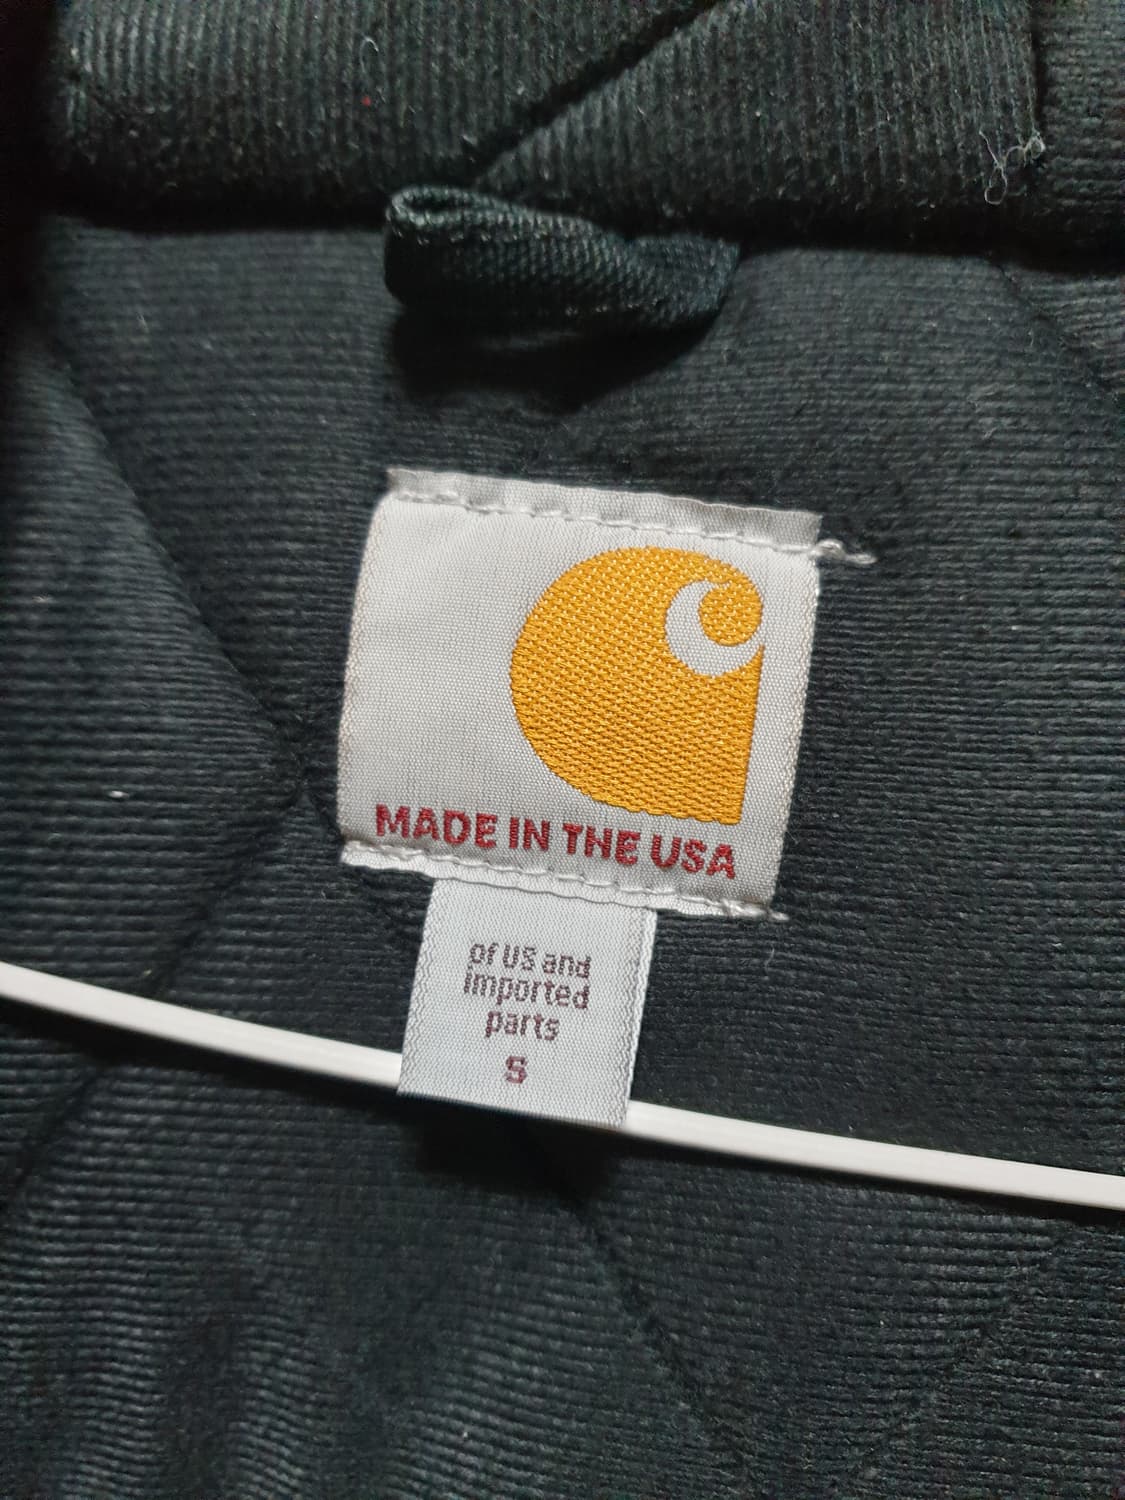 MADE IN THE USA
of US and
imported
parts
S